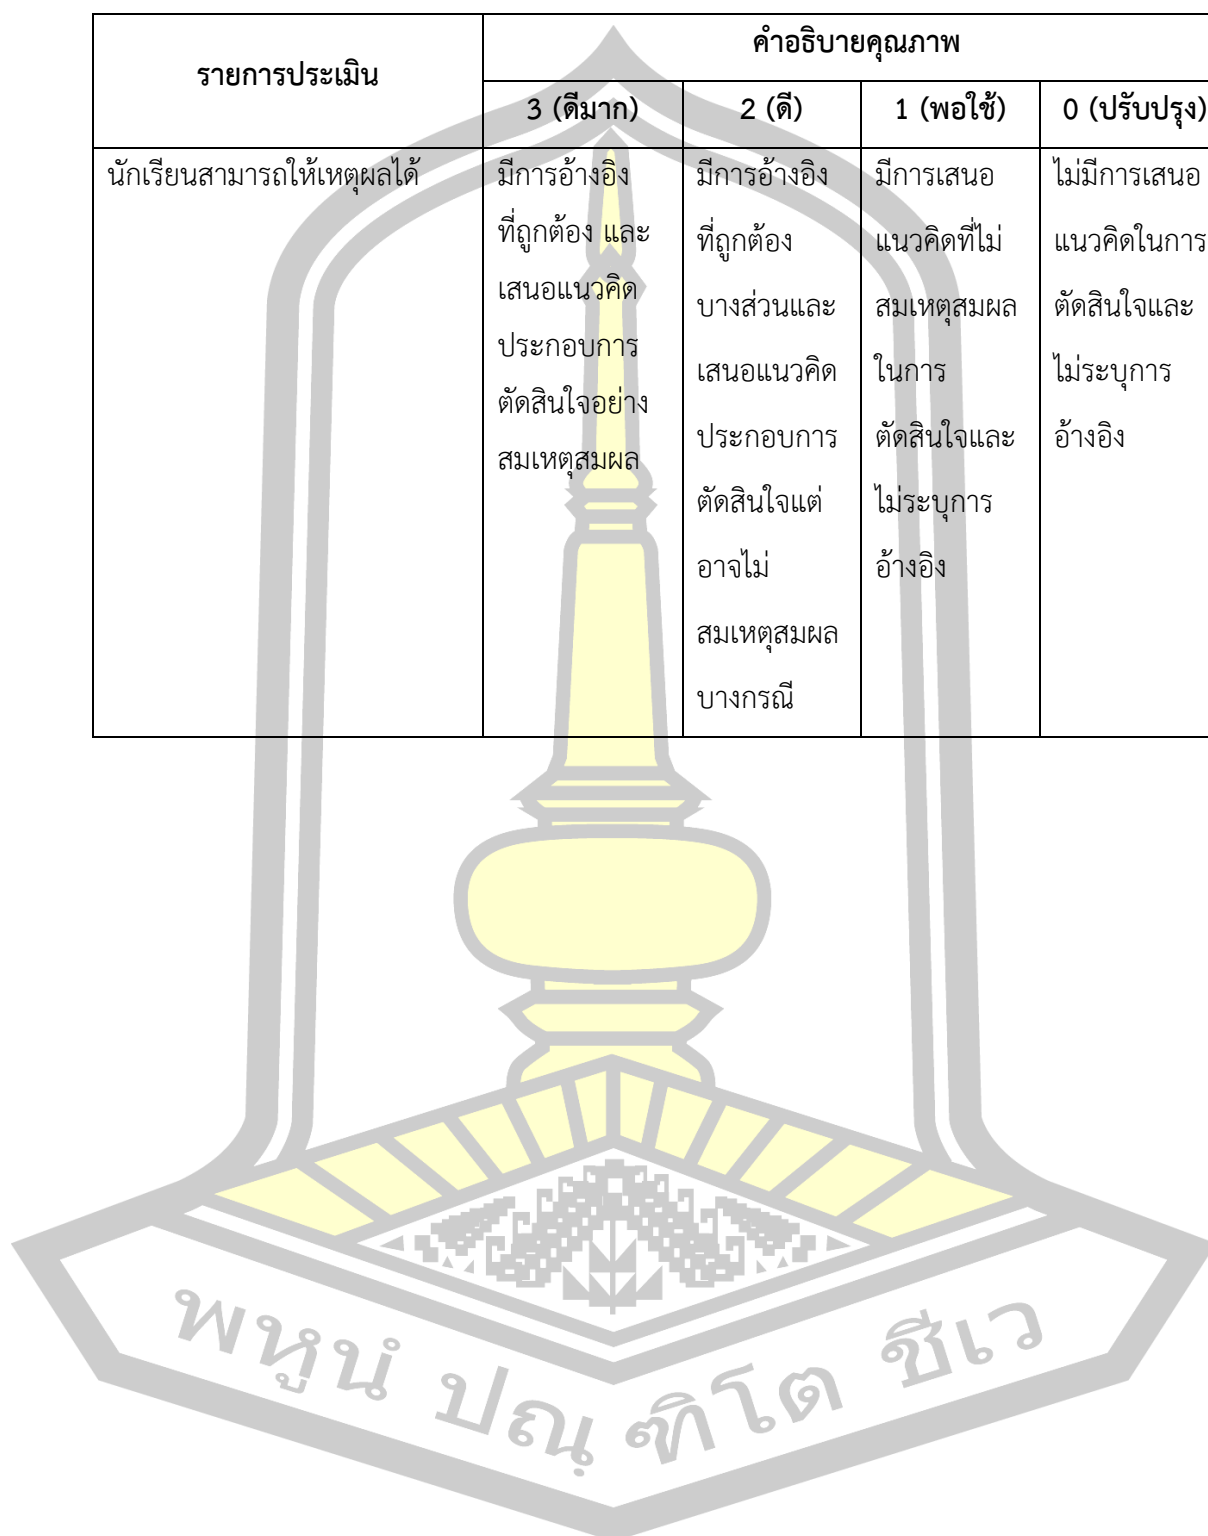 รายการประเมิน
คำอธิบายคุณภาพ
3 (ดีมาก)
2 (ดี)
1 (พอใช้)
0 (ปรับปรุง)
นักเรียนสามารถให้เหตุผลได้
มีการอ้างอิง
ที่ถูกต้อง และ
เสนอแนวคิด
ประกอบการ
ตัดสินใจอย่าง
สมเหตุสมผล
มีการอ้างอิง
ที่ถูกต้อง
บางส่วนและ
เสนอแนวคิด
ประกอบการ
ตัดสินใจแต่
อาจไม่
สมเหตุสมผล
บางกรณี
มีการเสนอ
แนวคิดที่ไม่
สมเหตุสมผล
ในการ
ตัดสินใจและ
ไม่ระบุการ
อ้างอิง
ไม่มีการเสนอ
แนวคิดในการ
ตัดสินใจและ
ไม่ระบุการ
อ้างอิง
พหูนํ ปณฺ ฑิโต ชีเว